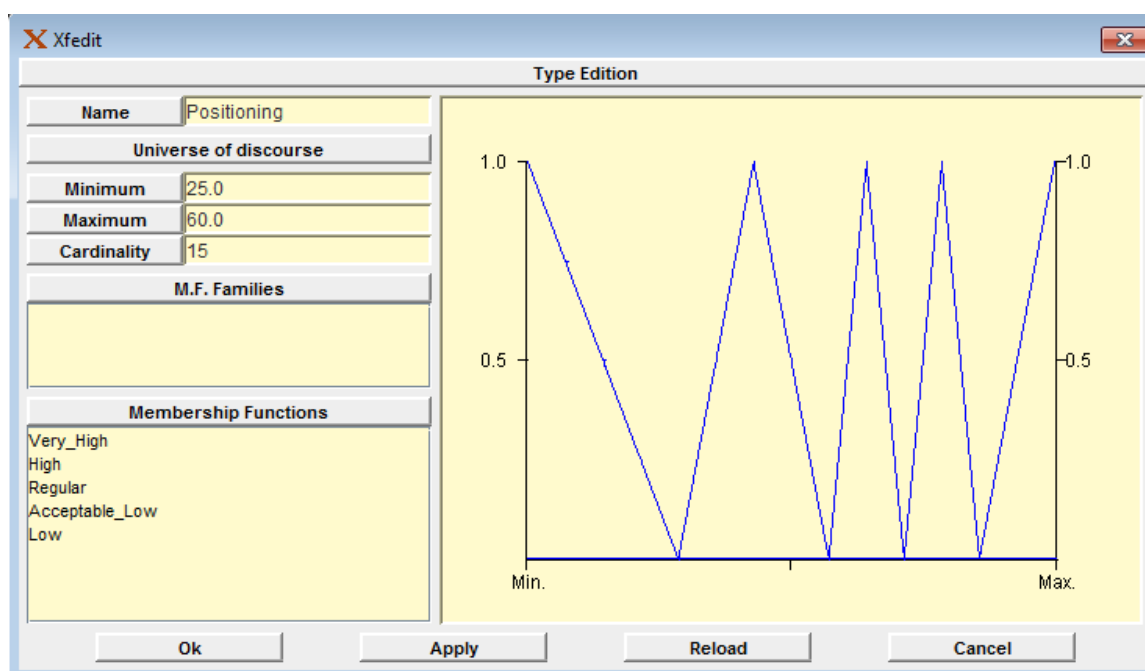 Xfedit
Type Edition
Name Positioning
Universe of discourse
Minimum 25.0
Maximum 60.0
Cardinality 15
M.F. Families
Membership Functions
Very_High
High
Regular
Acceptable_Low
Low
1.0 1.0
0.5 0.5
Min. Max.
Ok Apply Reload Cancel